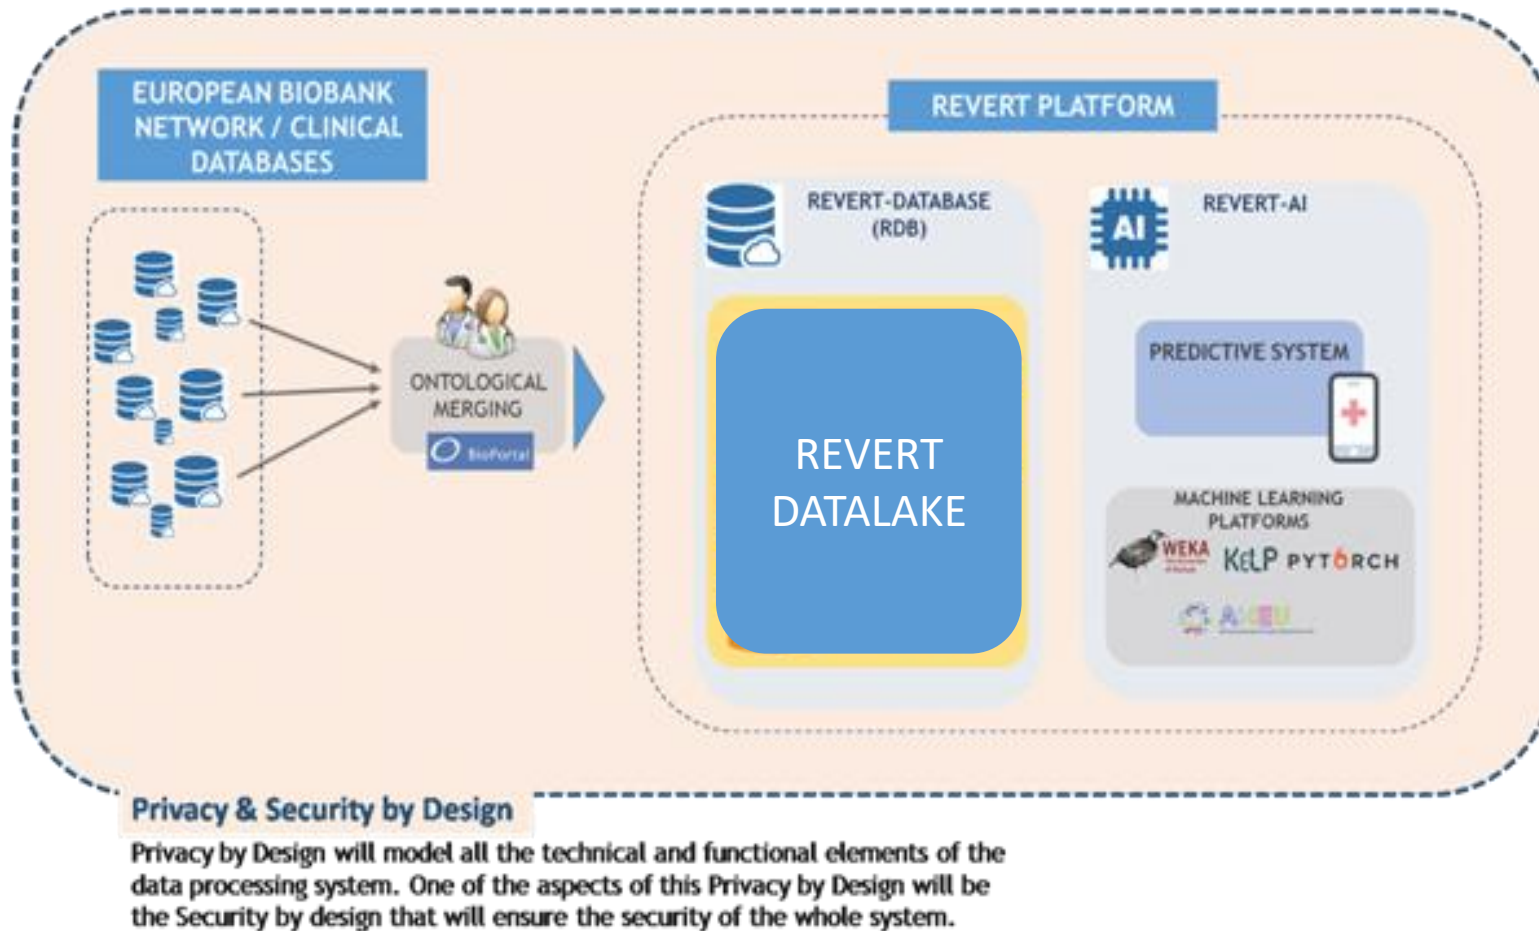 EUROPEAN BIOBANK
NETWORK / CLINICAL
DATABASES
REVERT PLATFORM
REVERT-DATABASE
(RDB)
REVERT-AI
AI
ONTOLOGICAL
MERGING
BioPortal
REVERT
DATALAKE
PREDICTIVE SYSTEM
MACHINE LEARNING
PLATFORMS
WEKA
KELP PYTORCH
Privacy & Security by Design
Privacy by Design will model all the technical and functional elements of the
data processing system. One of the aspects of this Privacy by Design will be
the Security by design that will ensure the security of the whole system.